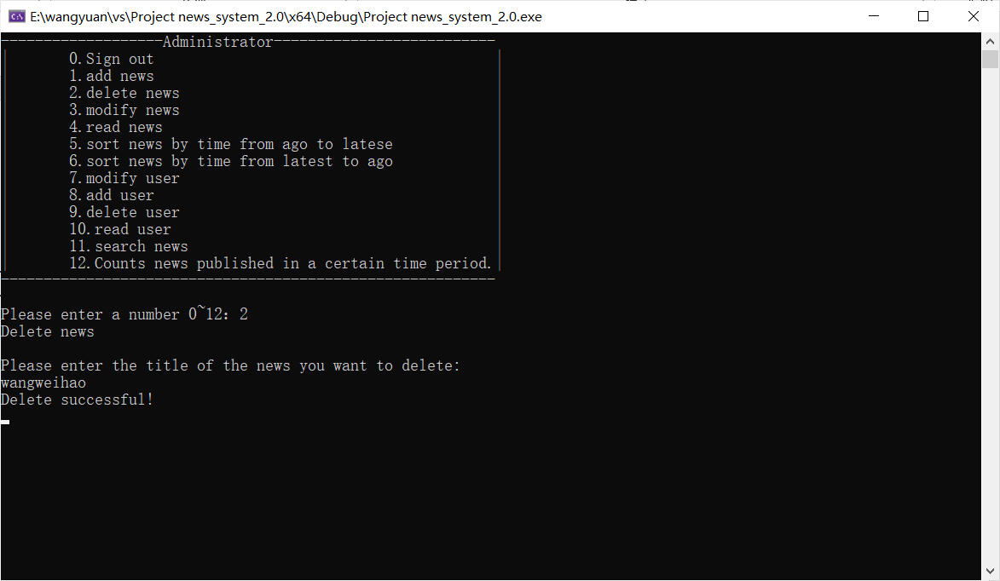 E:\wangyuan\vs\Project news_system_2.0\x64\Debug\Project news_system_2.0.exe
-------------------Administrator--------------------------
0.Sign out
1.add news
2.delete news
3.modify news
4.read news
5.sort news by time from ago to latese
6.sort news by time from latest to ago
7.modify user
8.add user
9.delete user
10.read user
11.search news
12.Counts news published in a certain time period.
----------------------------------------------------------
Please enter a number 0~12: 2
Delete news
Please enter the title of the news you want to delete:
wangweihao
Delete successful!